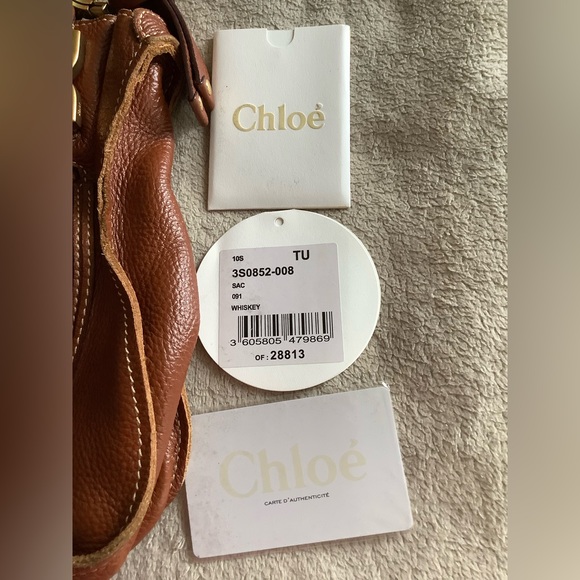 Chloé
10S TU
3S0852-008
SAC
091
WHISKEY
3 605805 479869
OF: 28813
Chloé
CARTE D'AUTHENTICITÉ